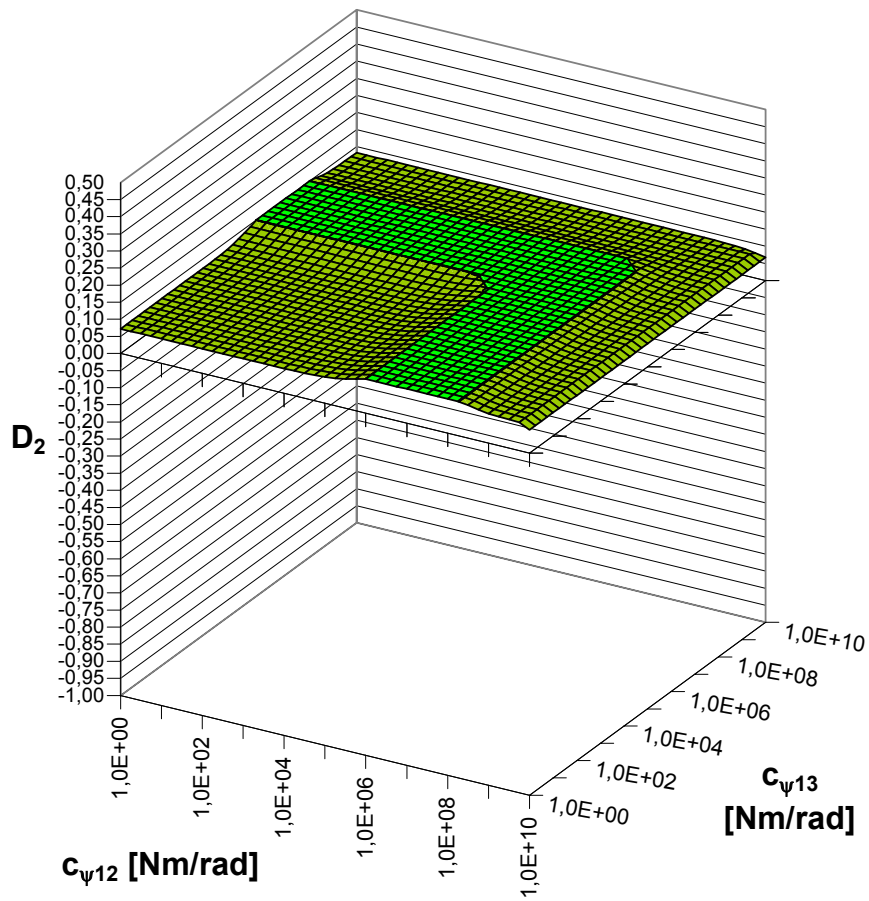 0,50
0,45
0,40
0,35
0,30
0,25
0,20
0,15
0,10
0,05
0,00
-0,05
-0,10
-0,15
-0,20
-0,25
-0,30
-0,35
-0,40
-0,45
-0,50
-0,55
-0,60
-0,65
-0,70
-0,75
-0,80
-0,85
-0,90
-0,95
-1,00
D2
1,0E+00
1,0E+02
1,0E+04
1,0E+06
1,0E+08
1,0E+10
cψ12 [Nm/rad]
1,0E+10
1,0E+08
1,0E+06
1,0E+04
1,0E+02
1,0E+00
cψ13
[Nm/rad]